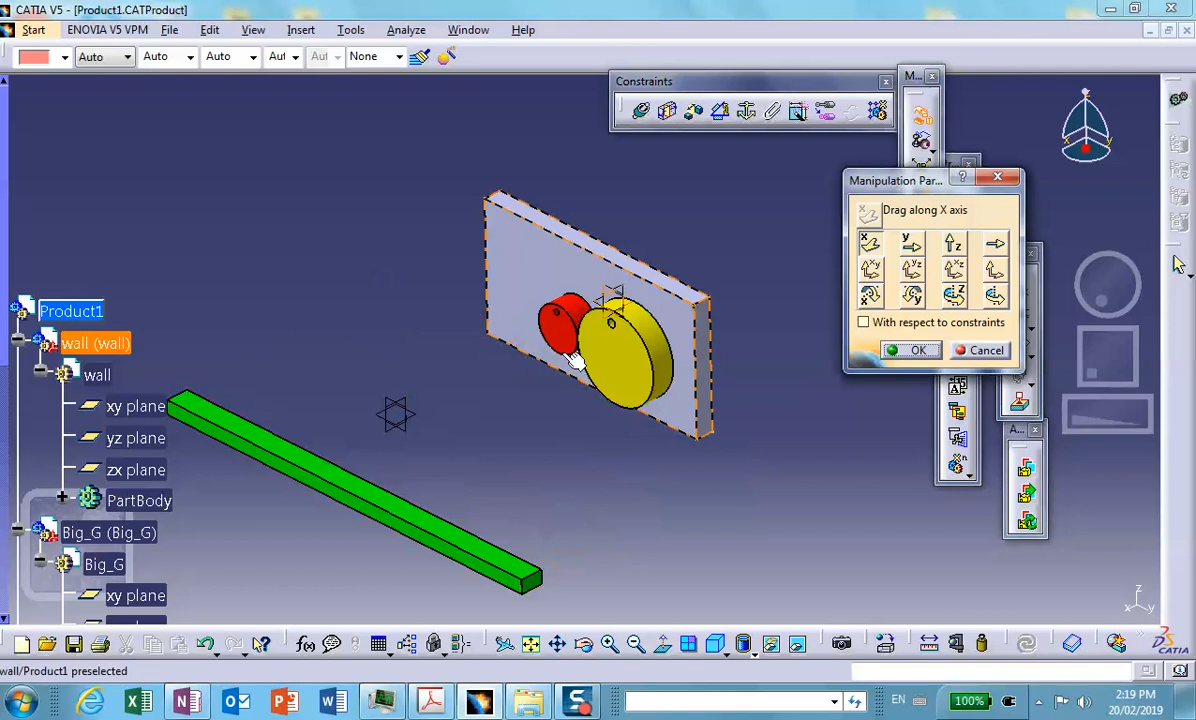 CATIA V5 - [Product1.CATProduct]
Start ENOVIA V5 VPM File Edit View Insert Tools Analyze Window Help
Auto Auto Auto Aut Aut None
Constraints
M...
Manipulation Par...
Drag along X axis
With respect to constraints
OK Cancel
A...
Product1
wall (wall)
wall
xy plane
yz plane
zx plane
PartBody
Big_G (Big_G)
Big_G
xy plane
wall/Product1 preselected
EN 100% 2:19 PM
20/02/2019
CATIA